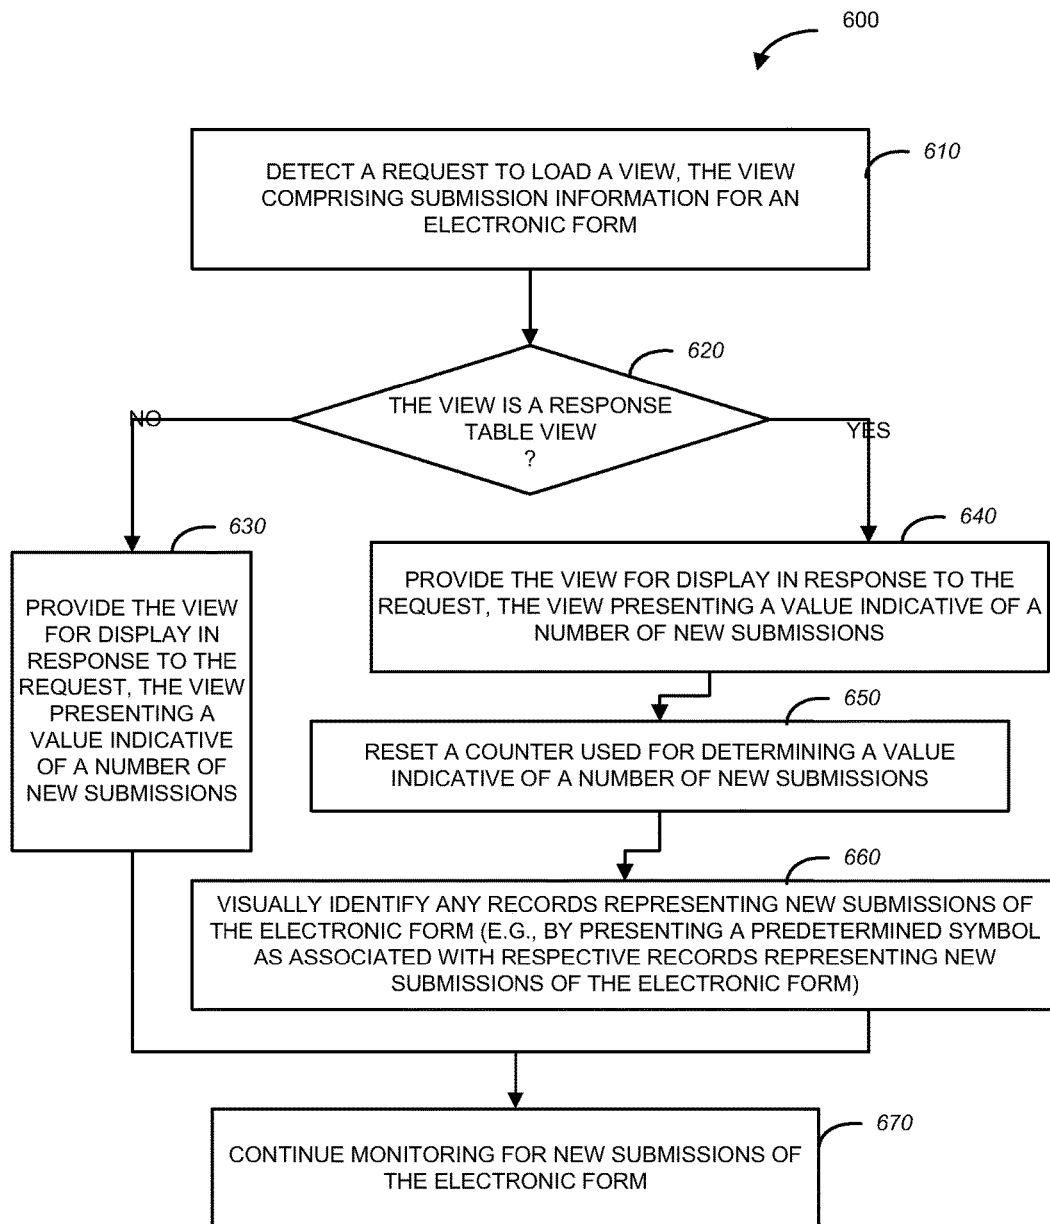 600
610
DETECT A REQUEST TO LOAD A VIEW, THE VIEW
COMPRISING SUBMISSION INFORMATION FOR AN
ELECTRONIC FORM
620
THE VIEW IS A RESPONSE
TABLE VIEW
?
NO
YES
630
PROVIDE THE VIEW
FOR DISPLAY IN
RESPONSE TO THE
REQUEST, THE VIEW
PRESENTING A
VALUE INDICATIVE
OF A NUMBER OF
NEW SUBMISSIONS
640
PROVIDE THE VIEW FOR DISPLAY IN RESPONSE TO THE
REQUEST, THE VIEW PRESENTING A VALUE INDICATIVE OF A
NUMBER OF NEW SUBMISSIONS
650
RESET A COUNTER USED FOR DETERMINING A VALUE
INDICATIVE OF A NUMBER OF NEW SUBMISSIONS
660
VISUALLY IDENTIFY ANY RECORDS REPRESENTING NEW SUBMISSIONS OF
THE ELECTRONIC FORM (E.G., BY PRESENTING A PREDETERMINED SYMBOL
AS ASSOCIATED WITH RESPECTIVE RECORDS REPRESENTING NEW
SUBMISSIONS OF THE ELECTRONIC FORM)
670
CONTINUE MONITORING FOR NEW SUBMISSIONS OF
THE ELECTRONIC FORM